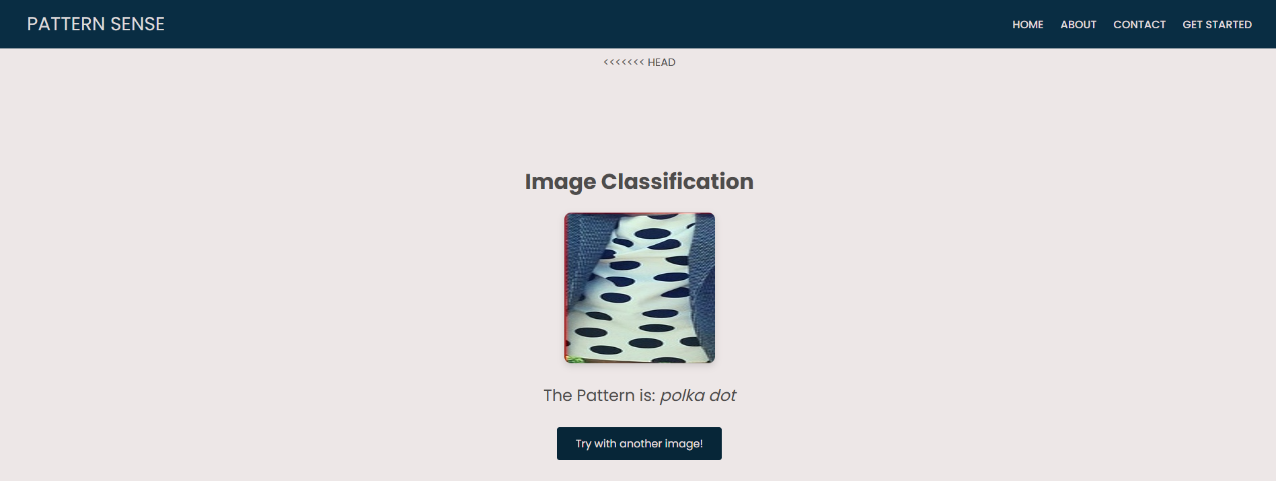 PATTERN SENSE
HOME ABOUT CONTACT GET STARTED
<<<<<<< HEAD
Image Classification
The Pattern is: polka dot
Try with another image!